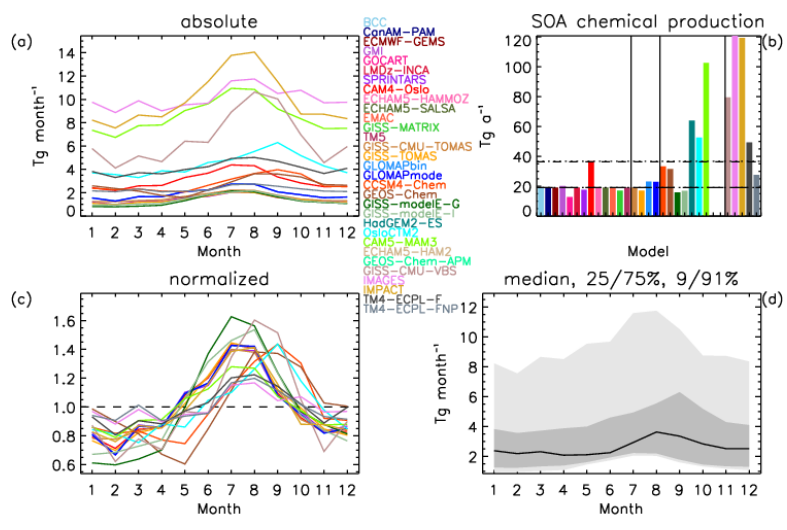 absolute
(a)
Tg month⁻¹
14
12
10
8
6
4
2
0
1 2 3 4 5 6 7 8 9 10 11 12
Month
BCC
CanAM-PAM
ECMWF-GEMS
GMI
GOCART
LMDz-INCA
SPRINTARS
CAM4-Oslo
ECHAM5-HAMMOZ
ECHAM5-SALSA
EMAC
GISS-MATRIX
TM5
GISS-CMU-TOMAS
GISS-TOMAS
GLOMAPbin
GLOMAPmode
CCSM4-Chem
GEOS-Chem
GISS-modelE-G
GISS-modelE-I
HadGEM2-ES
OsloCTM2
CAM5-MAM3
ECHAM5-HAM2
GEOS-Chem-APM
GISS-CMU-VBS
IMAGES
IMPACT
TM4-ECPL-F
TM4-ECPL-FNP
SOA chemical production
(b)
Tg a⁻¹
120
100
80
60
40
20
0
Model
normalized
(c)
1.6
1.4
1.2
1.0
0.8
0.6
1 2 3 4 5 6 7 8 9 10 11 12
Month
median, 25/75%, 9/91%
(d)
Tg month⁻¹
12
10
8
6
4
2
0
1 2 3 4 5 6 7 8 9 10 11 12
Month